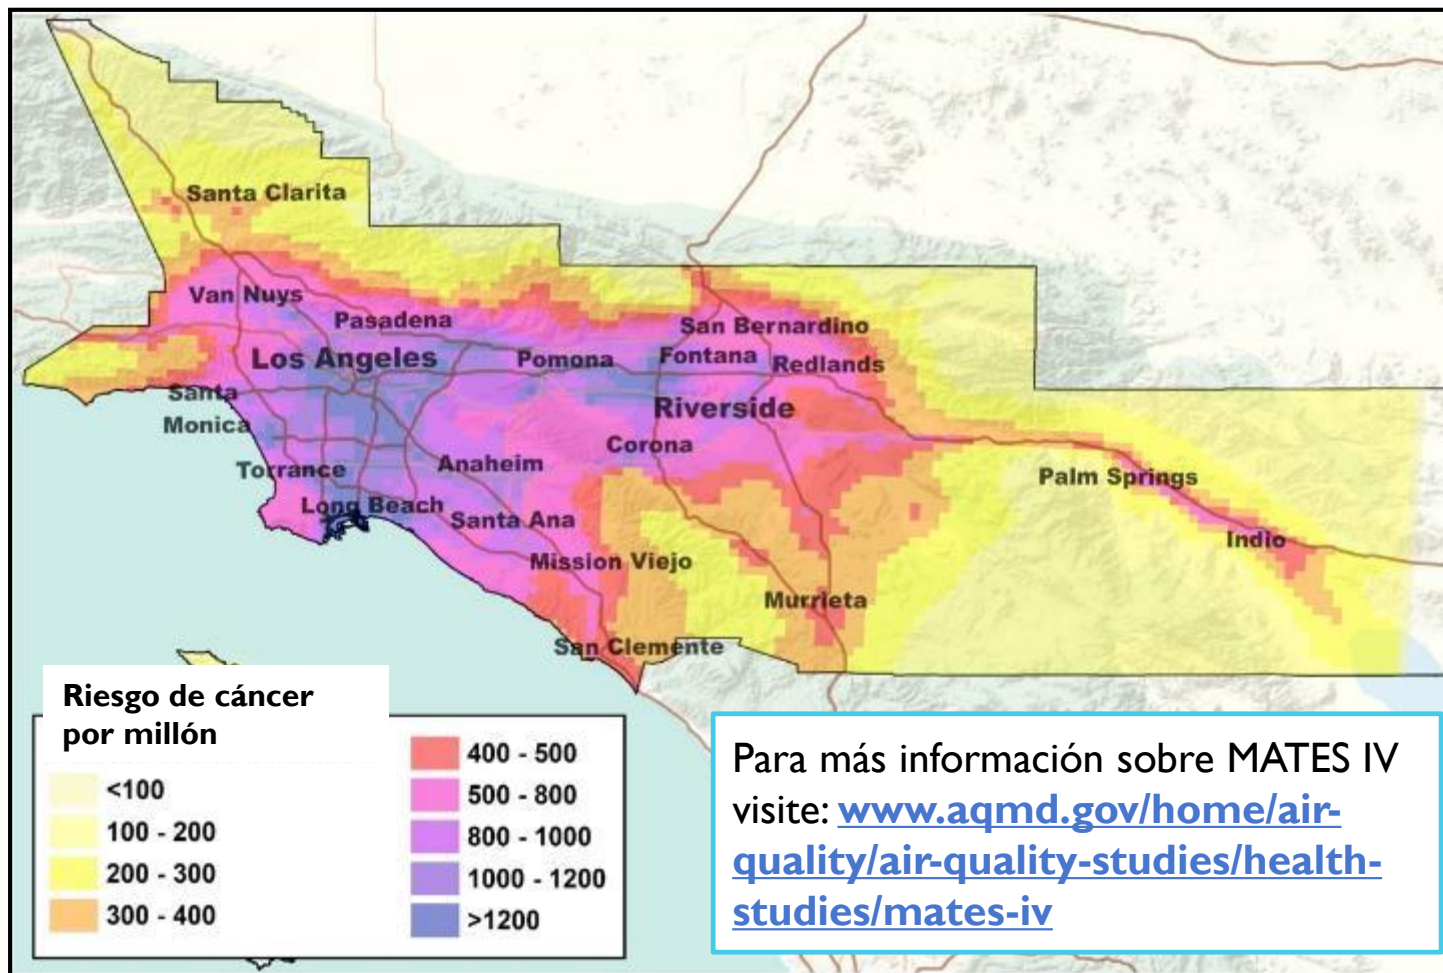 Santa Clarita
Van Nuys
Pasadena
San Bernardino
Los Angeles
Pomona
Fontana
Redlands
Santa
Monica
Riverside
Corona
Torrance
Anaheim
Palm Springs
Long Beach
Santa Ana
Indio
Mission Viejo
Murrieta
San Clemente
Riesgo de cáncer
por millón
<100
100 - 200
200 - 300
300 - 400
400 - 500
500 - 800
800 - 1000
1000 - 1200
>1200
Para más información sobre MATES IV
visite: www.aqmd.gov/home/air-
quality/air-quality-studies/health-
studies/mates-iv